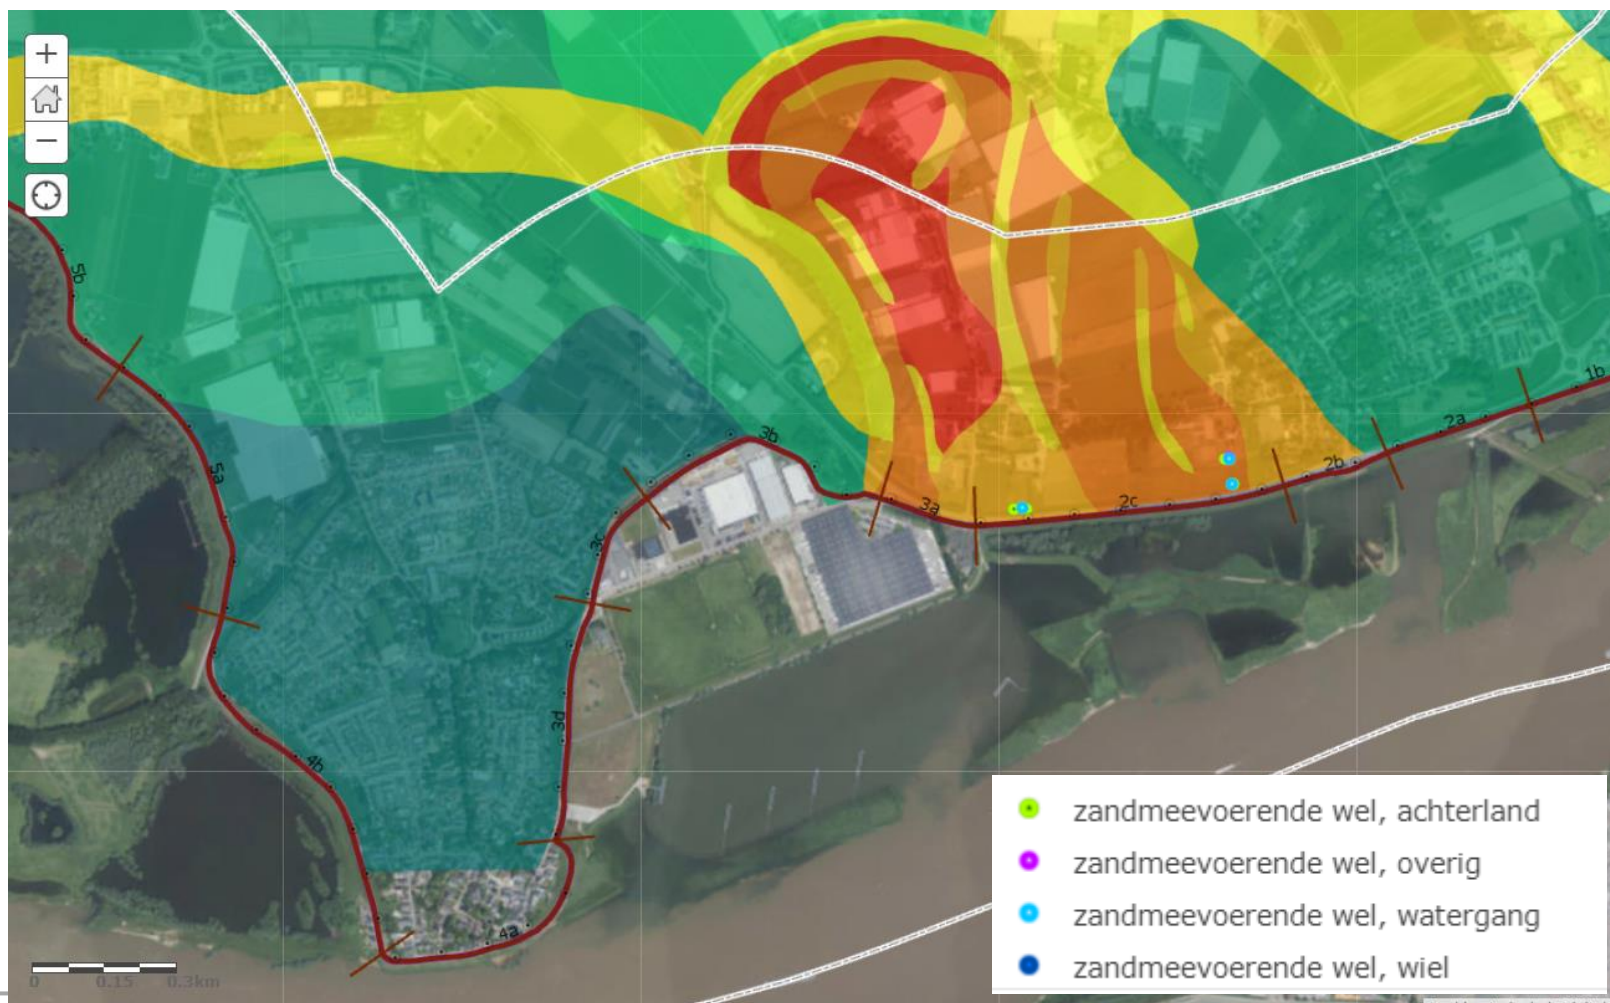 +
−
5b
1b
2a
3b
2b
5a
2c
3a
3c
3d
4b
4a
zandmeevoerende wel, achterland
zandmeevoerende wel, overig
zandmeevoerende wel, watergang
zandmeevoerende wel, wiel
0 0.15 0.3km